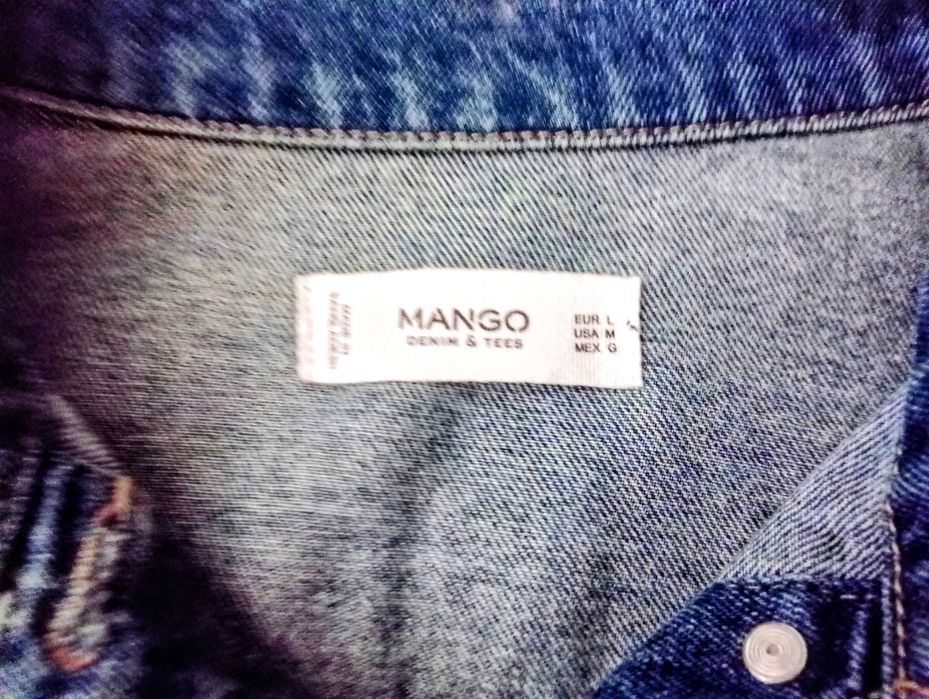 MANGO
DENIM & TEES
EUR L
USA M
MEX G